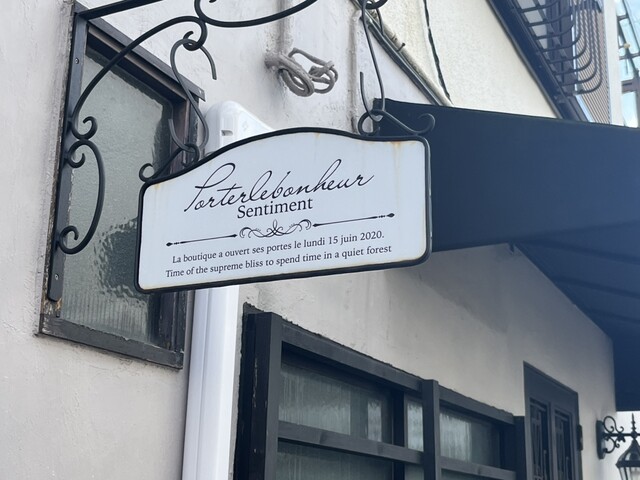 Porterlebonheur
Sentiment
La boutique a ouvert ses portes le lundi 15 juin 2020.
Time of the supreme bliss to spend time in a quiet forest